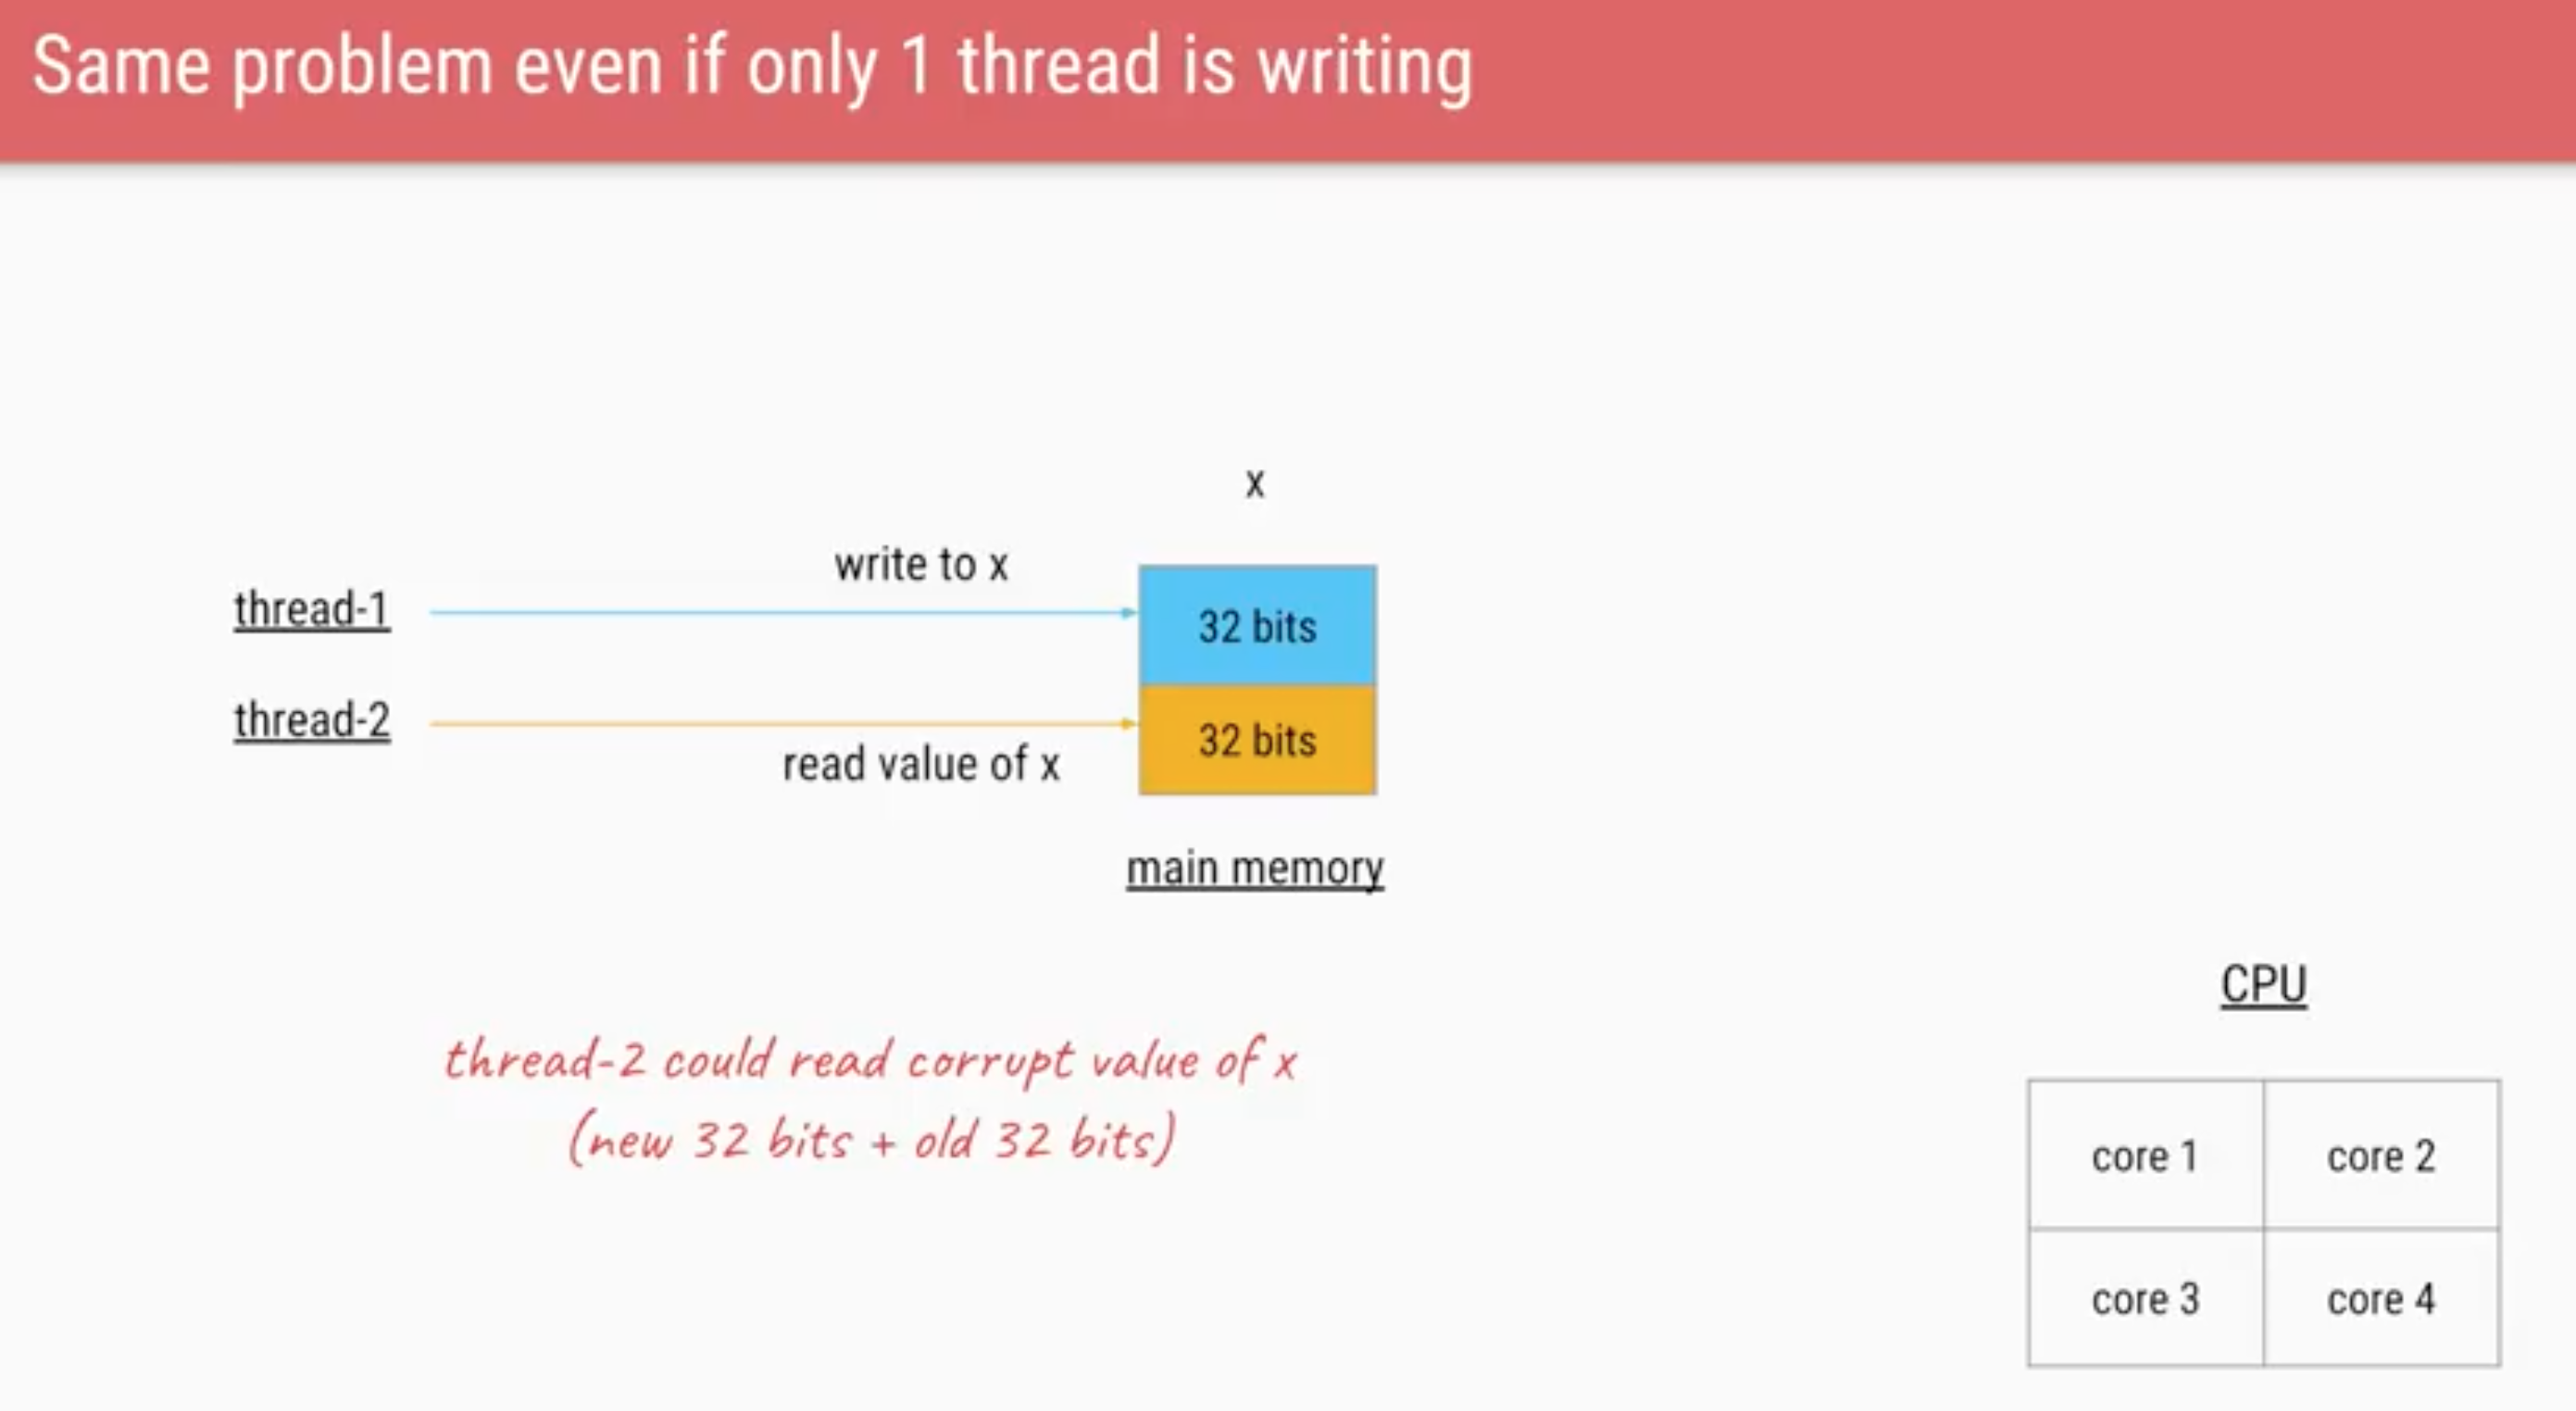 Same problem even if only 1 thread is writing
x
write to x
thread-1
32 bits
thread-2
32 bits
read value of x
main memory
thread-2 could read corrupt value of x
(new 32 bits + old 32 bits)
CPU
core 1
core 2
core 3
core 4